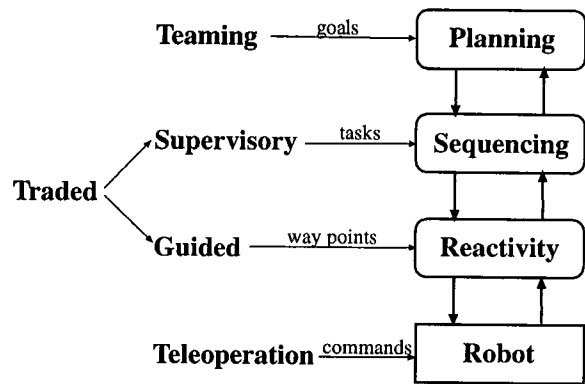 Teaming goals Planning
Supervisory tasks Sequencing
Traded
Guided way points Reactivity
Teleoperation commands Robot